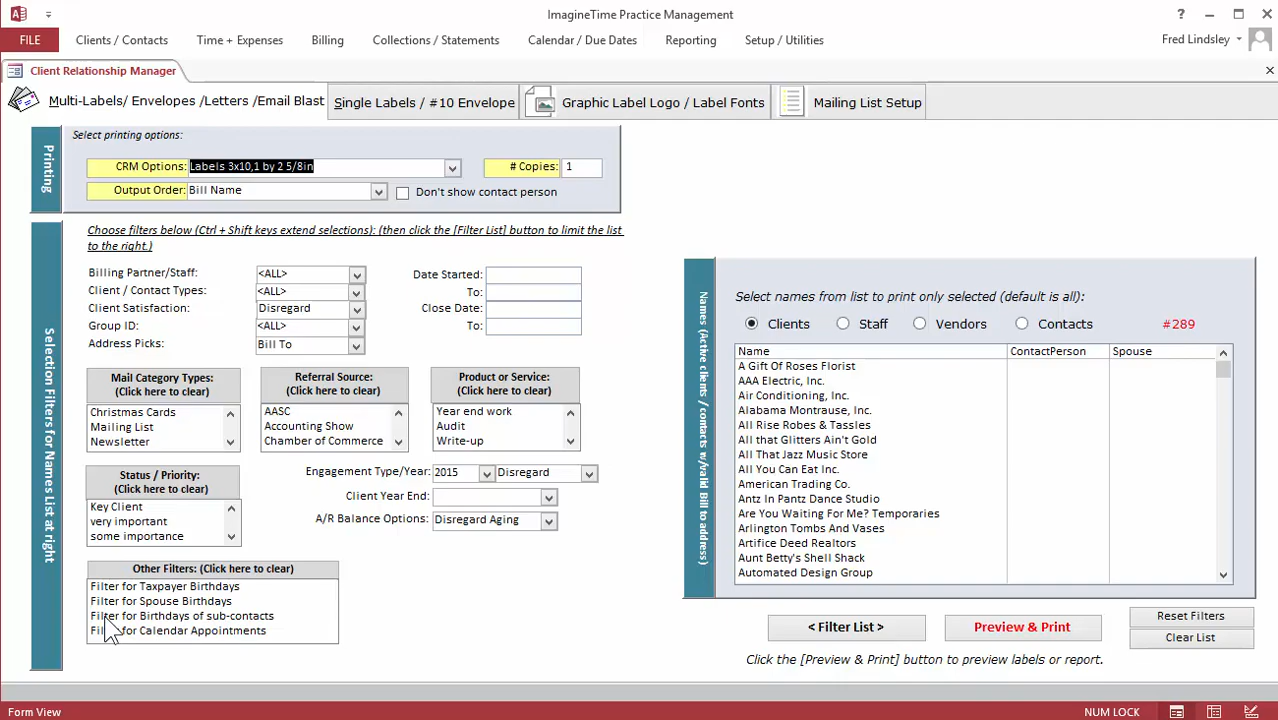 ImagineTime Practice Management
?
FILE
Clients / Contacts
Time + Expenses
Billing
Collections / Statements
Calendar / Due Dates
Reporting
Setup / Utilities
Fred Lindsley
Client Relationship Manager
Multi-Labels/ Envelopes /Letters /Email Blast
Single Labels / #10 Envelope
Graphic Label Logo / Label Fonts
Mailing List Setup
Printing
Select printing options:
CRM Options: Labels 3x10,1 by 2 5/8in
# Copies: 1
Output Order: Bill Name
Don't show contact person
Selection Filters for Names List at right
Choose filters below (Ctrl + Shift keys extend selections): (then click the [Filter List] button to limit the list
to the right.)
Billing Partner/Staff: <ALL>
Client / Contact Types: <ALL>
Client Satisfaction: Disregard
Group ID: <ALL>
Address Picks: Bill To
Date Started:
To:
Close Date:
To:
Mail Category Types:
(Click here to clear)
Christmas Cards
Mailing List
Newsletter
Referral Source:
(Click here to clear)
AASC
Accounting Show
Chamber of Commerce
Product or Service:
(Click here to clear)
Year end work
Audit
Write-up
Status / Priority:
(Click here to clear)
Key Client
very important
some importance
Engagement Type/Year: 2015 Disregard
Client Year End:
A/R Balance Options: Disregard Aging
Other Filters: (Click here to clear)
Filter for Taxpayer Birthdays
Filter for Spouse Birthdays
Filter for Birthdays of sub-contacts
Filter for Calendar Appointments
Names (Active clients / contacts w/valid Bill to address)
Select names from list to print only selected (default is all):
Clients
Staff
Vendors
Contacts
#289
Name ContactPerson Spouse
A Gift Of Roses Florist
AAA Electric, Inc.
Air Conditioning, Inc.
Alabama Montrause, Inc.
All Rise Robes & Tassles
All that Glitters Ain't Gold
All That Jazz Music Store
All You Can Eat Inc.
American Trading Co.
Antz In Pantz Dance Studio
Are You Waiting For Me? Temporaries
Arlington Tombs And Vases
Artifice Deed Realtors
Aunt Betty's Shell Shack
Automated Design Group
< Filter List >
Preview & Print
Reset Filters
Clear List
Click the [Preview & Print] button to preview labels or report.
Form View
NUM LOCK